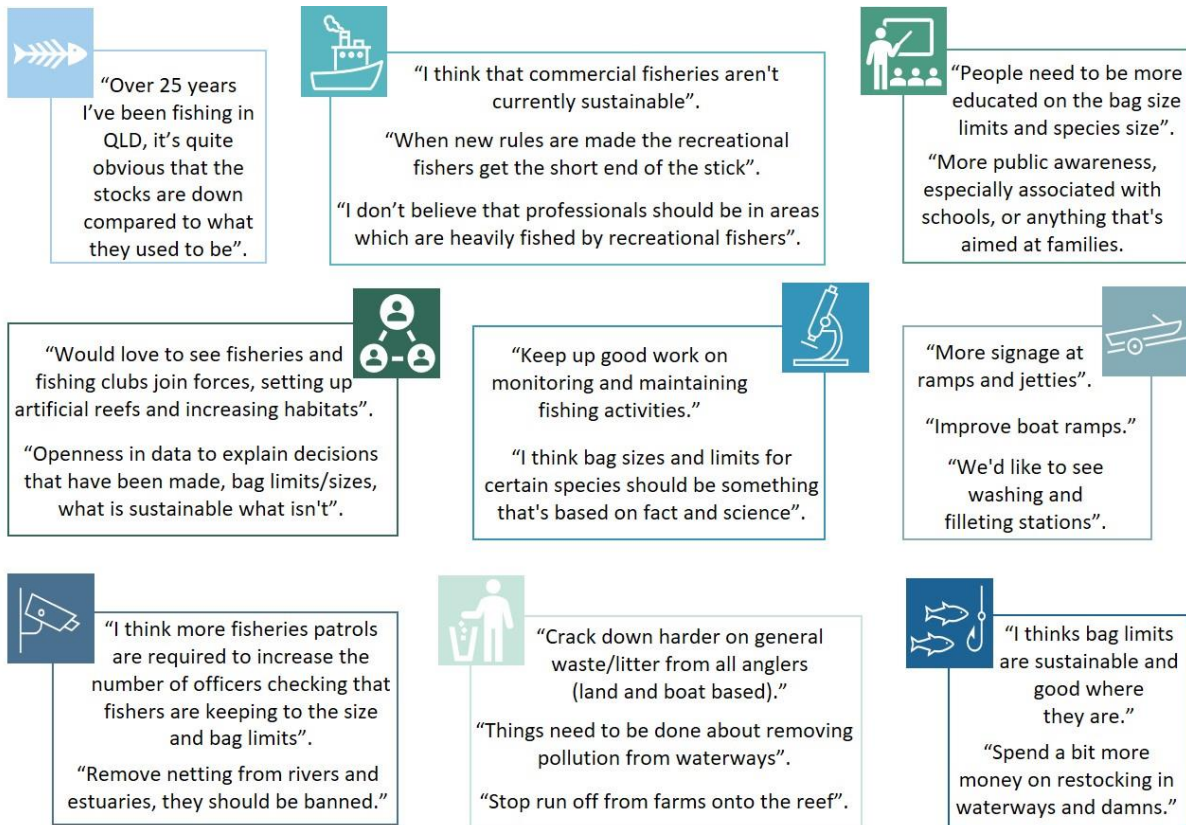 “Over 25 years
I’ve been fishing in
QLD, it’s quite
obvious that the
stocks are down
compared to what
they used to be”.
“I think that commercial fisheries aren't
currently sustainable”.
“When new rules are made the recreational
fishers get the short end of the stick”.
“I don’t believe that professionals should be in areas
which are heavily fished by recreational fishers”.
“People need to be more
educated on the bag size
limits and species size”.
“More public awareness,
especially associated with
schools, or anything that's
aimed at families.
“Would love to see fisheries and
fishing clubs join forces, setting up
artificial reefs and increasing habitats”.
“Openness in data to explain decisions
that have been made, bag limits/sizes,
what is sustainable what isn't”.
“Keep up good work on
monitoring and maintaining
fishing activities.”
“I think bag sizes and limits for
certain species should be something
that's based on fact and science”.
“More signage at
ramps and jetties”.
“Improve boat ramps.”
“We'd like to see
washing and
filleting stations”.
“I think more fisheries patrols
are required to increase the
number of officers checking that
fishers are keeping to the size
and bag limits”.
“Remove netting from rivers and
estuaries, they should be banned.”
“Crack down harder on general
waste/litter from all anglers
(land and boat based).”
“Things need to be done about removing
pollution from waterways”.
“Stop run off from farms onto the reef”.
“I thinks bag limits
are sustainable and
good where
they are.”
“Spend a bit more
money on restocking in
waterways and damns.”